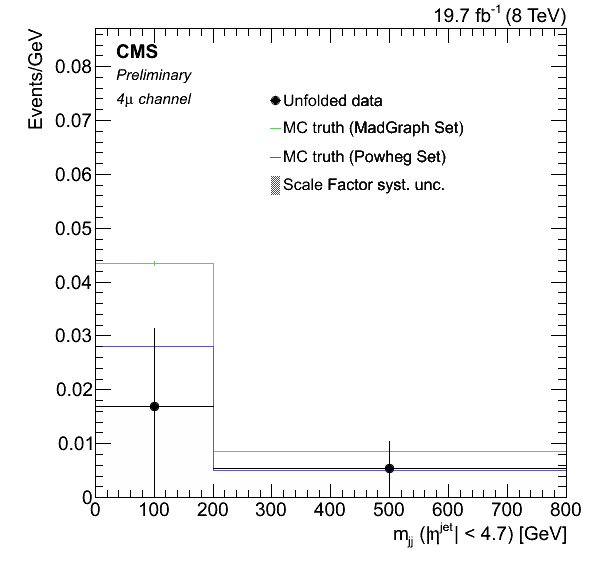 19.7 fb⁻¹ (8 TeV)
Events/GeV
CMS
Preliminary
4μ channel
Unfolded data
MC truth (MadGraph Set)
MC truth (Powheg Set)
Scale Factor syst. unc.
0.08
0.07
0.06
0.05
0.04
0.03
0.02
0.01
0
0 100 200 300 400 500 600 700 800
m_jj (|η^jet| < 4.7) [GeV]